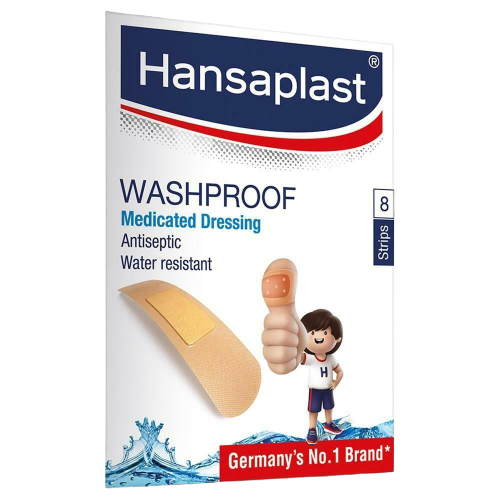 Hansaplast®
WASHPROOF
Medicated Dressing
Antiseptic
Water resistant
8
Strips
H
Germany's No.1 Brand*